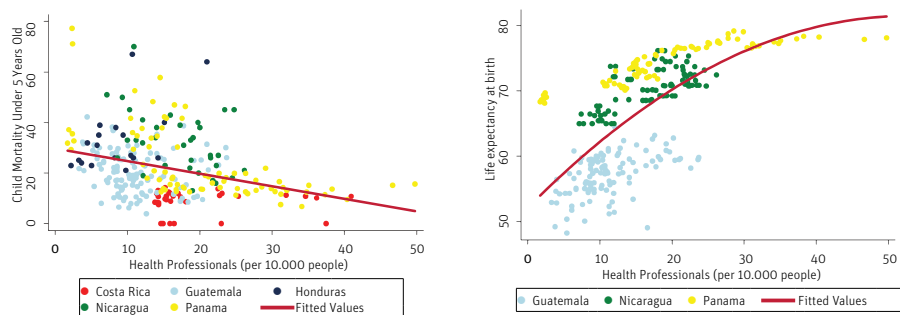 Child Mortality Under 5 Years Old
80
60
40
20
0
0 10 20 30 40 50
Health Professionals (per 10.000 people)
Costa Rica Guatemala Honduras
Nicaragua Panama Fitted Values
Life expectancy at birth
80
70
60
50
0 10 20 30 40 50
Health Professionals (per 10.000 people)
Guatemala Nicaragua Panama Fitted Values